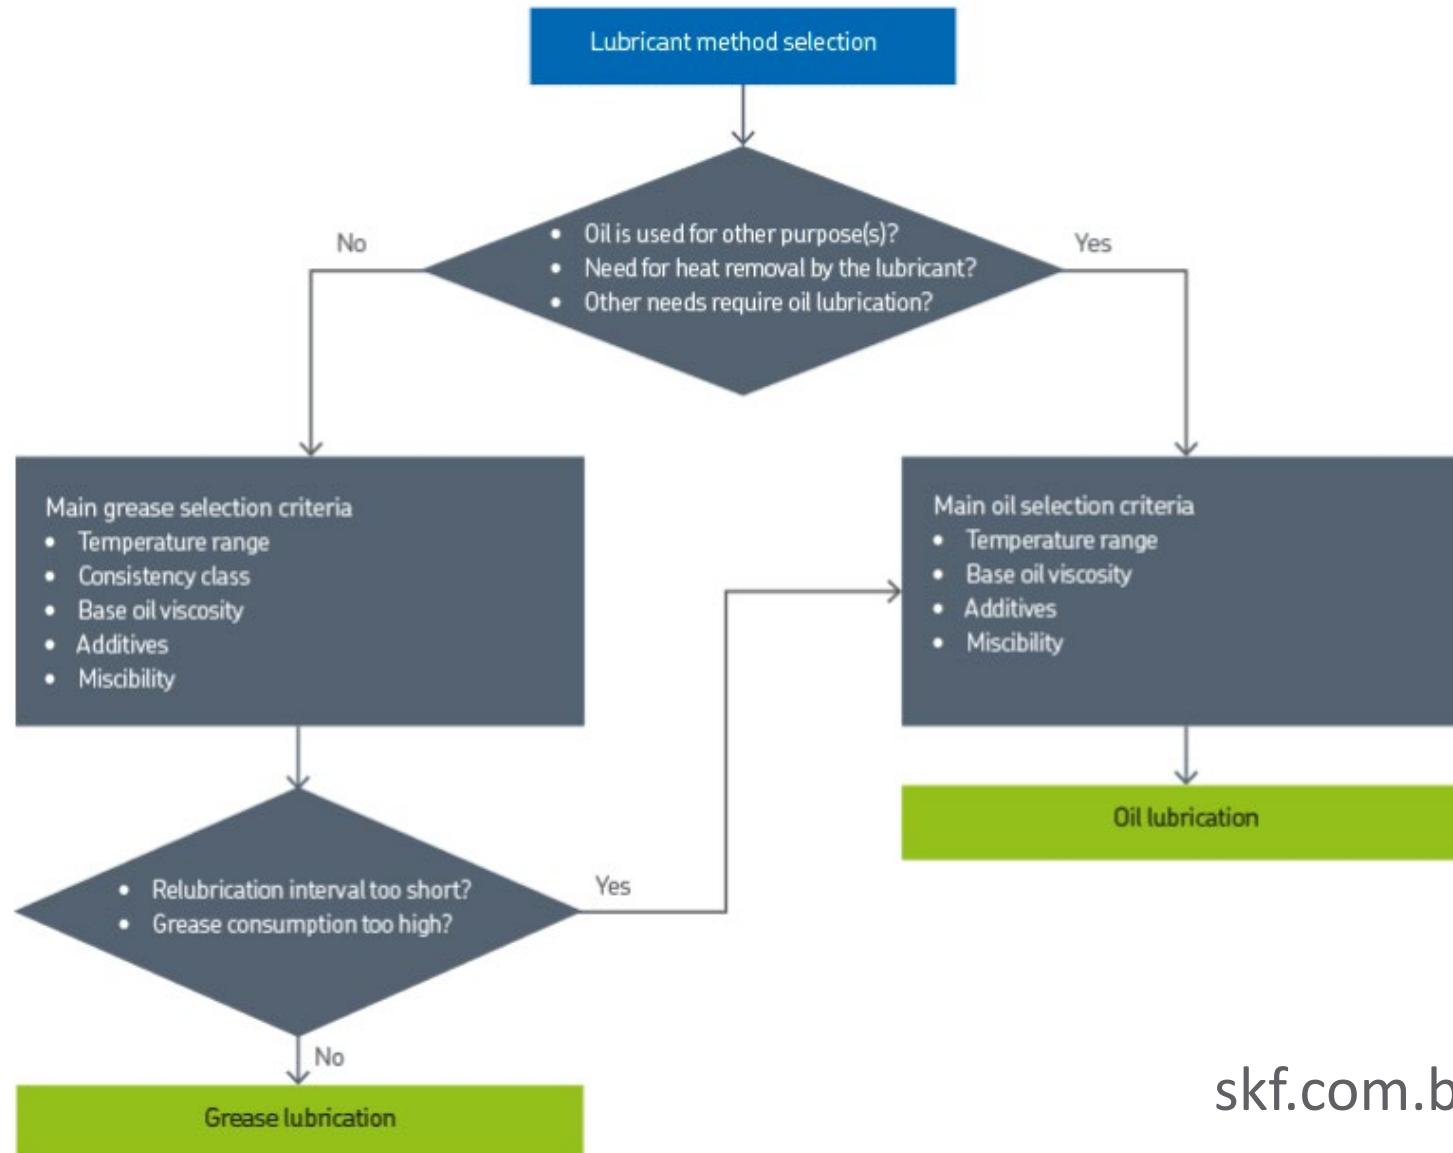 Lubricant method selection
• Oil is used for other purpose(s)?
• Need for heat removal by the lubricant?
• Other needs require oil lubrication?
No
Yes
Main grease selection criteria
• Temperature range
• Consistency class
• Base oil viscosity
• Additives
• Miscibility
Main oil selection criteria
• Temperature range
• Base oil viscosity
• Additives
• Miscibility
• Relubrication interval too short?
• Grease consumption too high?
Yes
Oil lubrication
No
Grease lubrication
skf.com.b